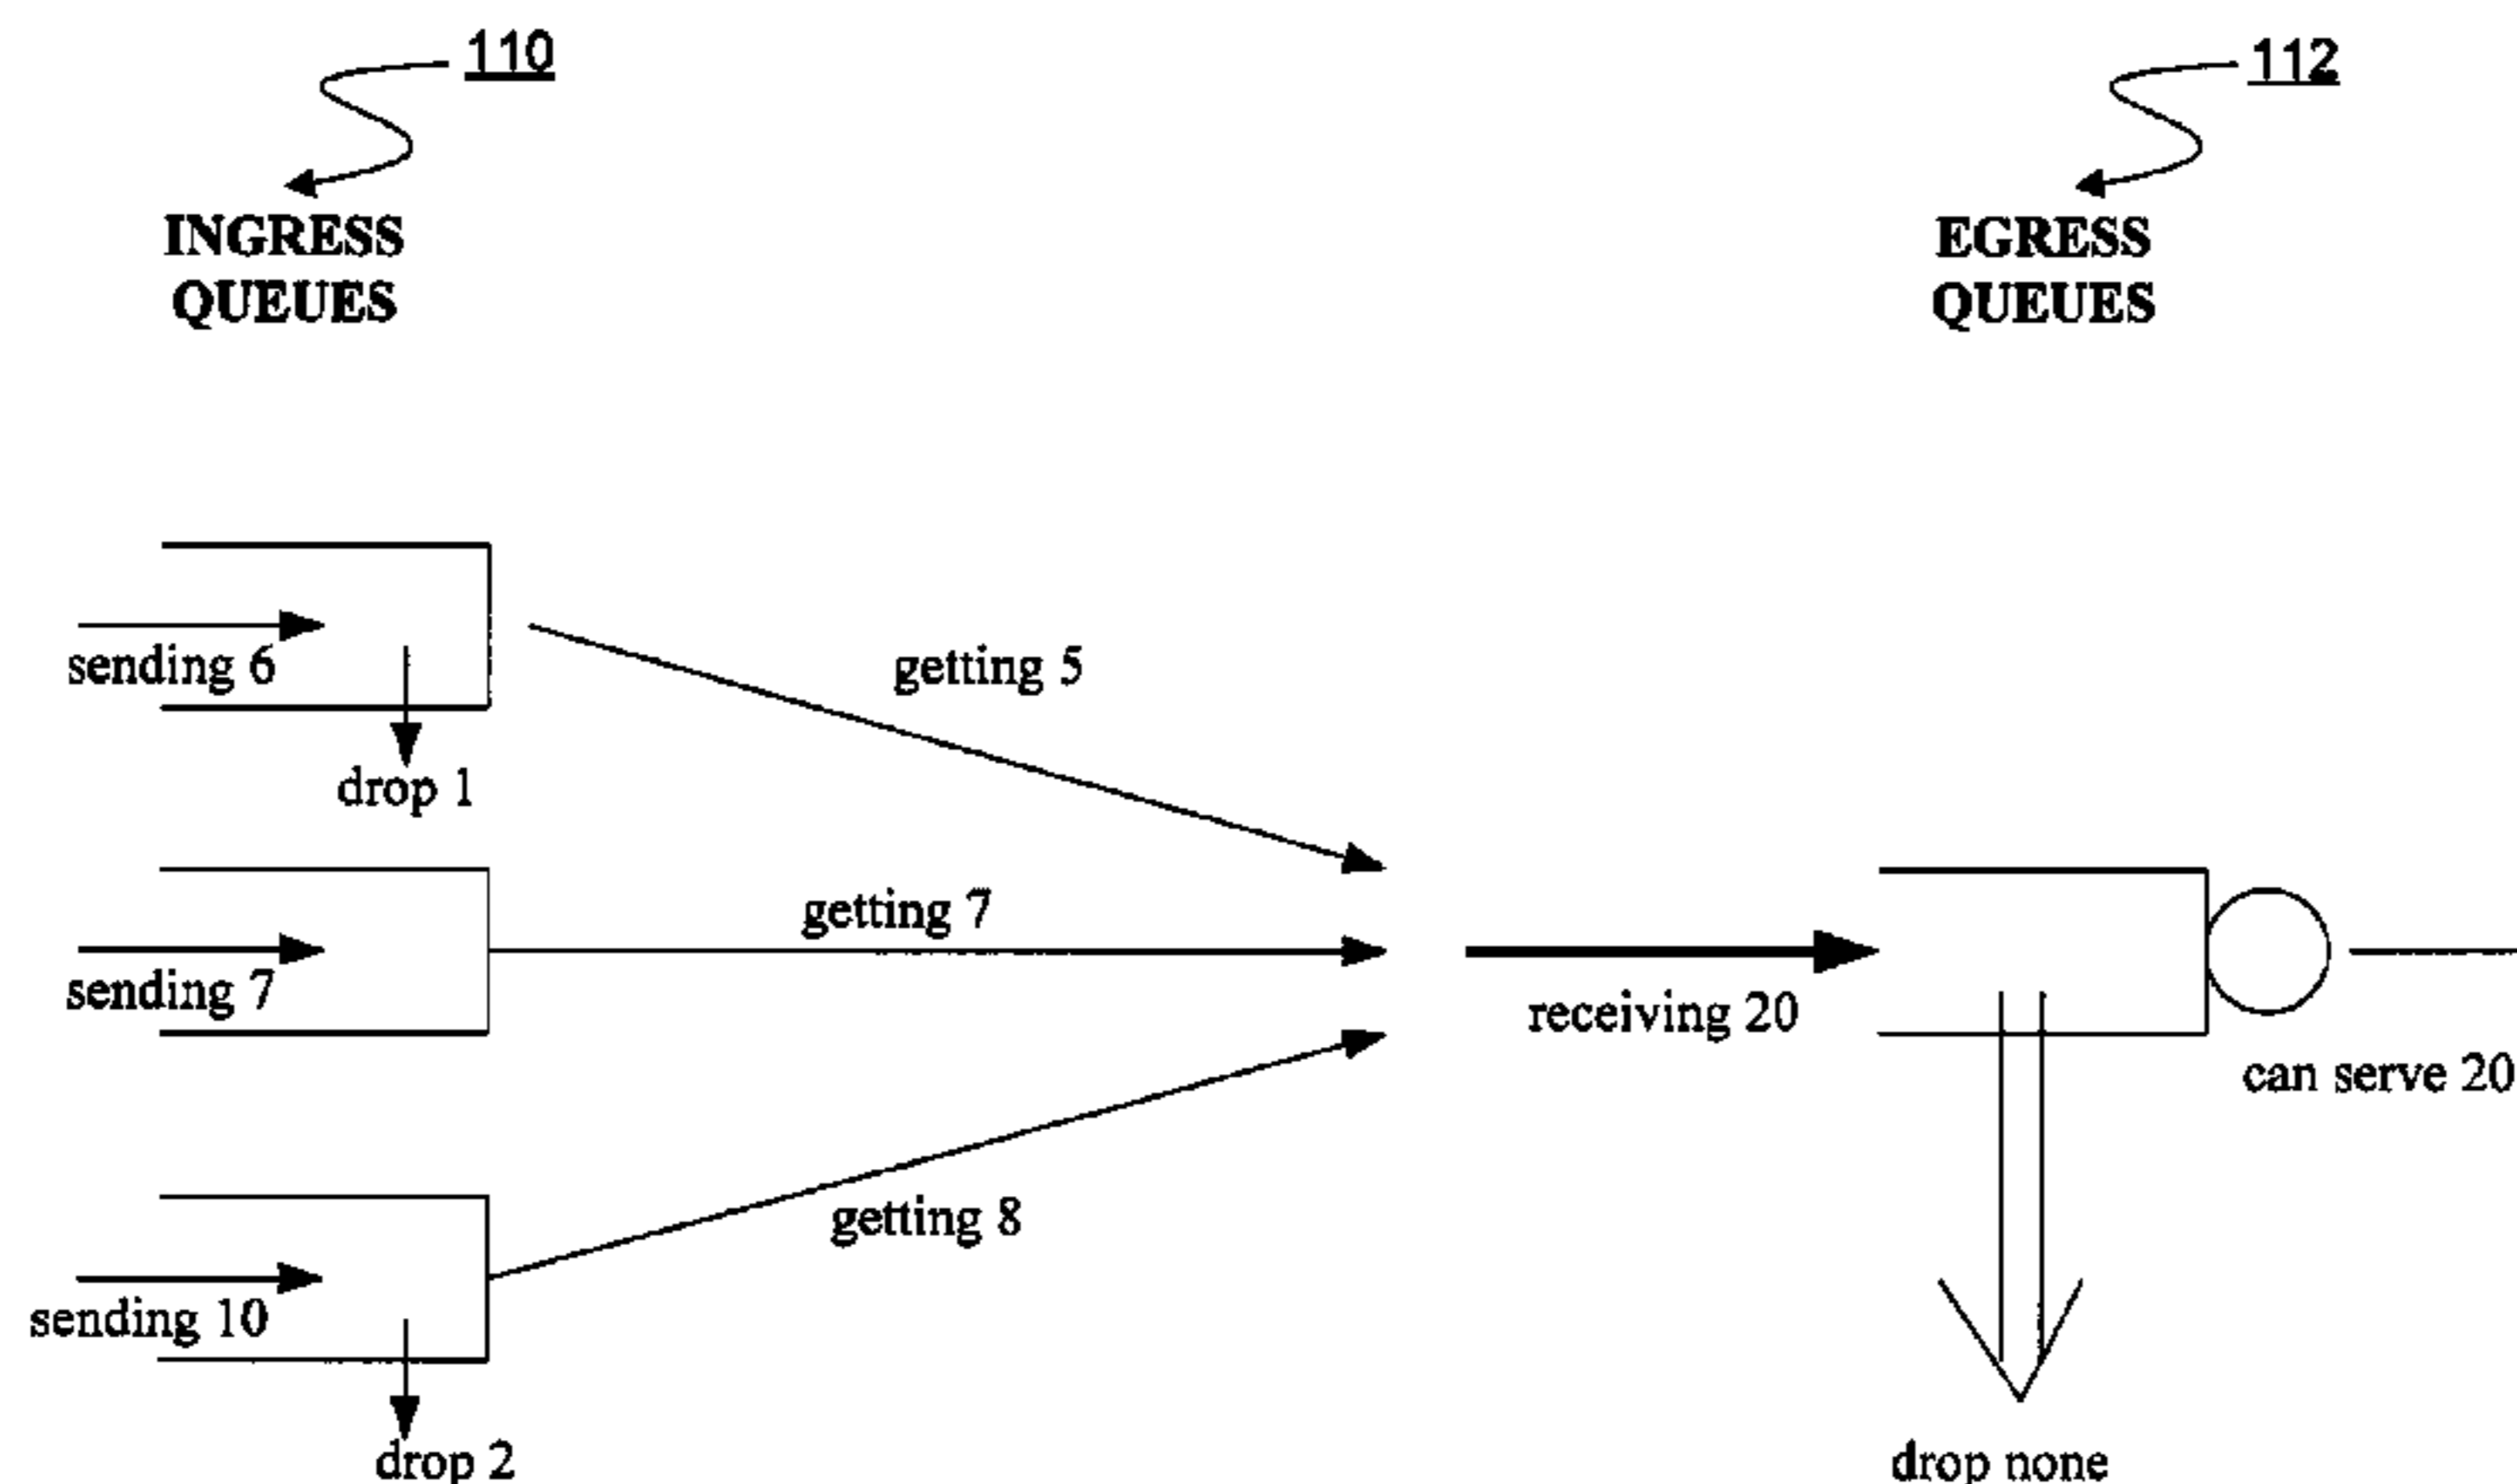 110
112
INGRESS
QUEUES
EGRESS
QUEUES
sending 6
getting 5
drop 1
getting 7
sending 7
receiving 20
can serve 20
getting 8
sending 10
drop 2
drop none